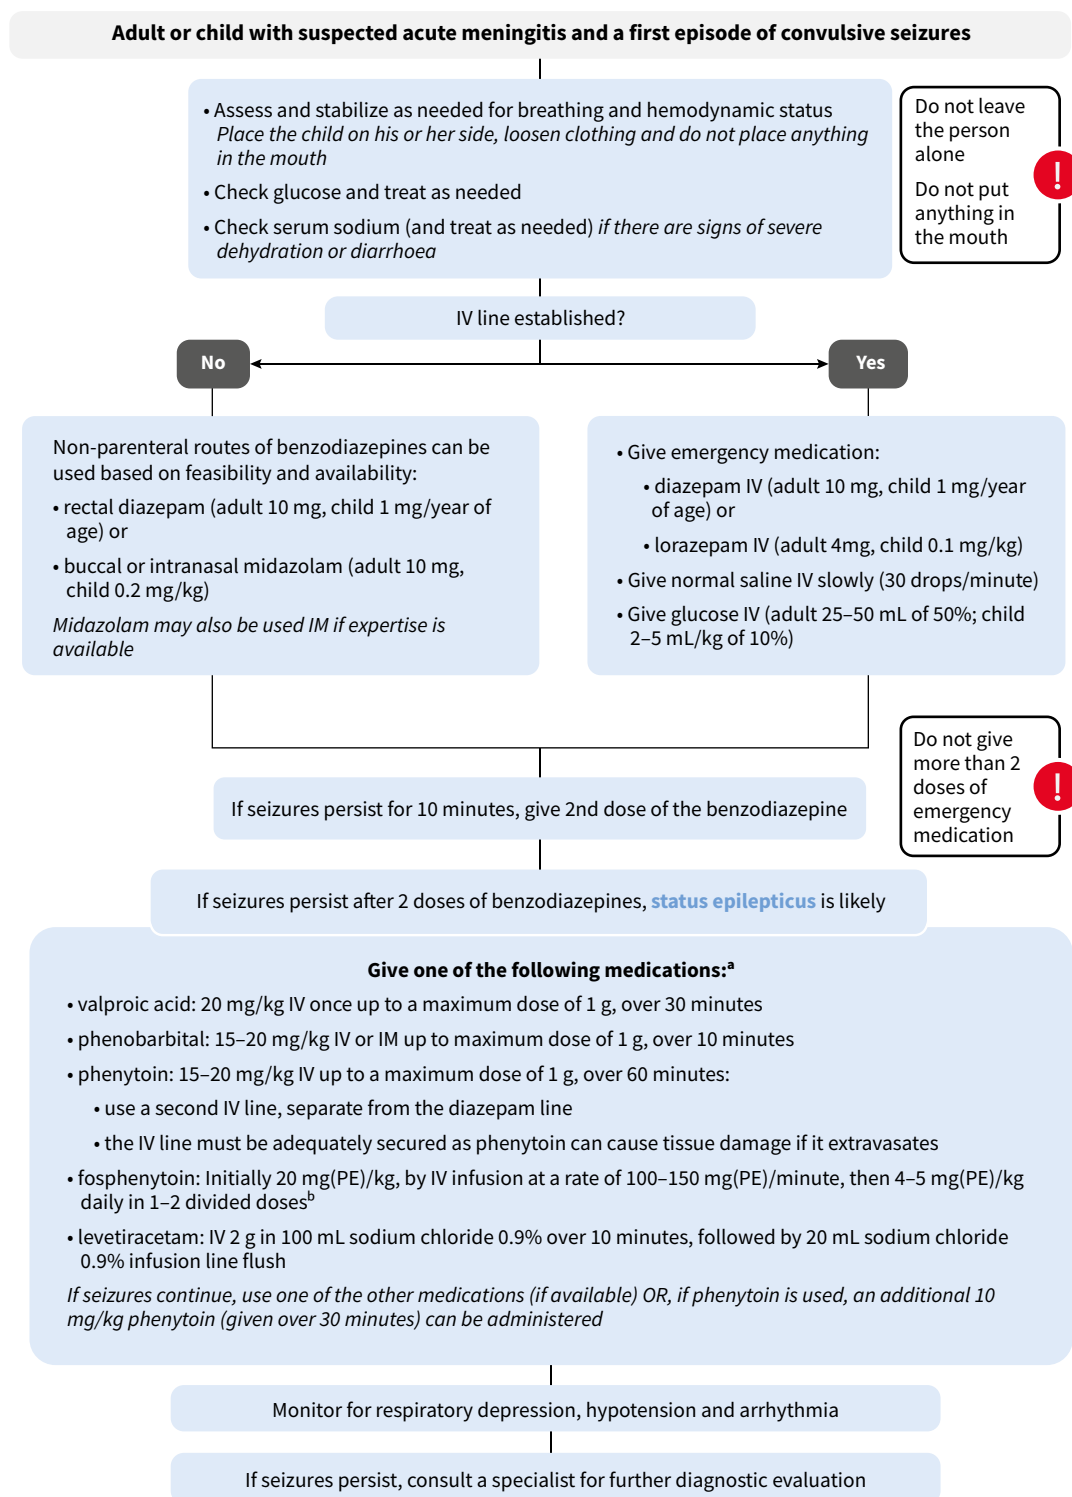 Adult or child with suspected acute meningitis and a first episode of convulsive seizures
• Assess and stabilize as needed for breathing and hemodynamic status
Place the child on his or her side, loosen clothing and do not place anything
in the mouth
• Check glucose and treat as needed
• Check serum sodium (and treat as needed) if there are signs of severe
dehydration or diarrhoea
Do not leave
the person
alone
Do not put
anything in
the mouth
!
IV line established?
No
Yes
Non-parenteral routes of benzodiazepines can be
used based on feasibility and availability:
• rectal diazepam (adult 10 mg, child 1 mg/year of
age) or
• buccal or intranasal midazolam (adult 10 mg,
child 0.2 mg/kg)
Midazolam may also be used IM if expertise is
available
• Give emergency medication:
• diazepam IV (adult 10 mg, child 1 mg/year
of age) or
• lorazepam IV (adult 4mg, child 0.1 mg/kg)
• Give normal saline IV slowly (30 drops/minute)
• Give glucose IV (adult 25–50 mL of 50%; child
2–5 mL/kg of 10%)
Do not give
more than 2
doses of
emergency
medication
!
If seizures persist for 10 minutes, give 2nd dose of the benzodiazepine
If seizures persist after 2 doses of benzodiazepines, status epilepticus is likely
Give one of the following medications:ᵃ
• valproic acid: 20 mg/kg IV once up to a maximum dose of 1 g, over 30 minutes
• phenobarbital: 15–20 mg/kg IV or IM up to maximum dose of 1 g, over 10 minutes
• phenytoin: 15–20 mg/kg IV up to a maximum dose of 1 g, over 60 minutes:
• use a second IV line, separate from the diazepam line
• the IV line must be adequately secured as phenytoin can cause tissue damage if it extravasates
• fosphenytoin: Initially 20 mg(PE)/kg, by IV infusion at a rate of 100–150 mg(PE)/minute, then 4–5 mg(PE)/kg
daily in 1–2 divided dosesᵇ
• levetiracetam: IV 2 g in 100 mL sodium chloride 0.9% over 10 minutes, followed by 20 mL sodium chloride
0.9% infusion line flush
If seizures continue, use one of the other medications (if available) OR, if phenytoin is used, an additional 10
mg/kg phenytoin (given over 30 minutes) can be administered
Monitor for respiratory depression, hypotension and arrhythmia
If seizures persist, consult a specialist for further diagnostic evaluation